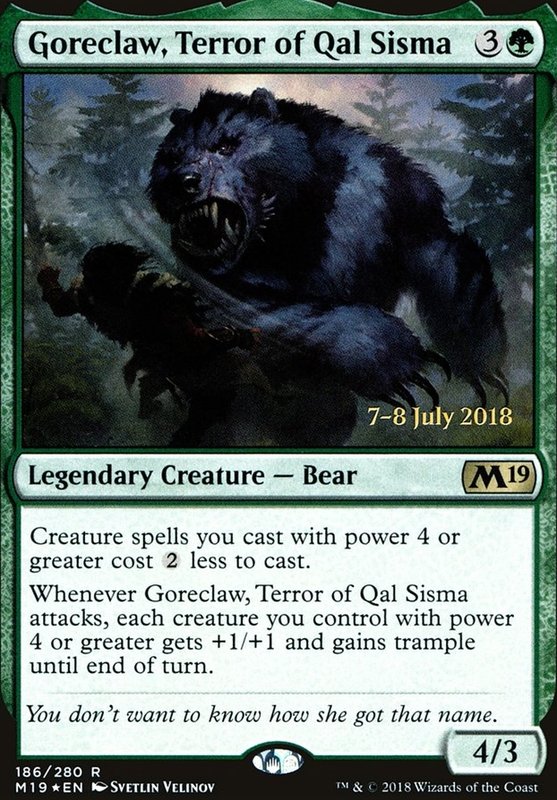 Goreclaw, Terror of Qal Sisma 3
7–8 July 2018
Legendary Creature — Bear M19
Creature spells you cast with power 4 or
greater cost 2 less to cast.
Whenever Goreclaw, Terror of Qal Sisma
attacks, each creature you control with power
4 or greater gets +1/+1 and gains trample
until end of turn.
You don't want to know how she got that name.
4/3
186/280 R
M19 ★ EN Svetlin Velinov
™ & © 2018 Wizards of the Coast